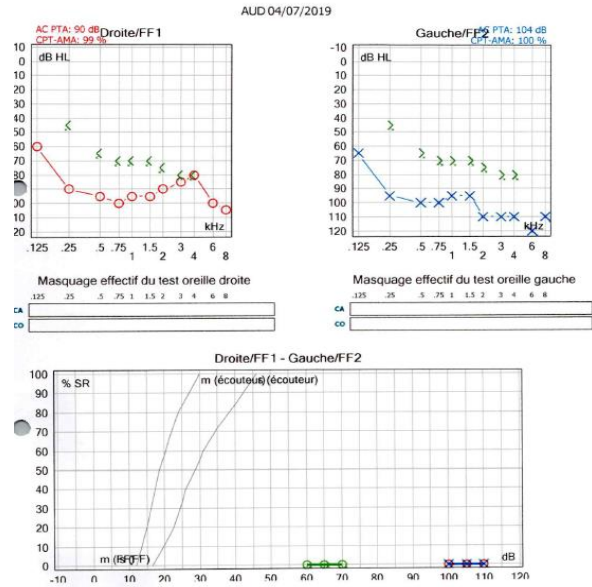 AUD 04/07/2019
AC PTA: 90 dB
CPT-AMA: 99 %
Droite/FF1
dB HL
10
0
10
20
30
40
50
60
70
80
90
00
10
20
kHz
.125 .25 .5 .75 1 1.5 2 3 4 6 8
AC PTA: 104 dB
CPT-AMA: 100 %
Gauche/FF2
dB HL
-10
0
10
20
30
40
50
60
70
80
90
100
110
120
kHz
.125 .25 .5 .75 1 1.5 2 3 4 6 8
Masquage effectif du test oreille droite
.125 .25 .5 .75 1 1.5 2 3 4 6 8
CA
CO
Masquage effectif du test oreille gauche
.125 .25 .5 .75 1 1.5 2 3 4 6 8
CA
CO
Droite/FF1 - Gauche/FF2
% SR
100
90
80
70
60
50
40
30
20
10
0
m (écouteur)
(écouteur)
m (FF)
dB
-10 0 10 20 30 40 50 60 70 80 90 100 110 120